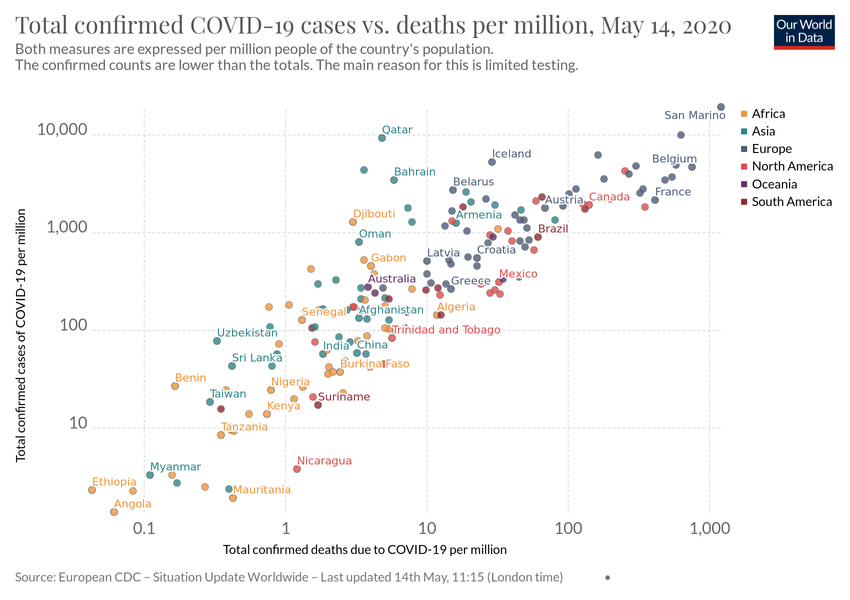 Total confirmed COVID-19 cases vs. deaths per million, May 14, 2020
Our World
in Data
Both measures are expressed per million people of the country's population.
The confirmed counts are lower than the totals. The main reason for this is limited testing.
San Marino
Africa
10,000
Qatar
Asia
Iceland
Europe
Belgium
Bahrain
North America
Belarus
Oceania
Austria
Canada
France
South America
Djibouti
Armenia
1,000
Oman
Brazil
Latvia
Croatia
Gabon
Australia
Greece
Mexico
Senegal
Afghanistan
Algeria
100
Uzbekistan
Trinidad and Tobago
India
China
Sri Lanka
Burkina Faso
Benin
Nigeria
Taiwan
Suriname
Kenya
10
Tanzania
Myanmar
Nicaragua
Ethiopia
Mauritania
Angola
Total confirmed cases of COVID-19 per million
0.1
1
10
100
1,000
Total confirmed deaths due to COVID-19 per million
Source: European CDC – Situation Update Worldwide – Last updated 14th May, 11:15 (London time)